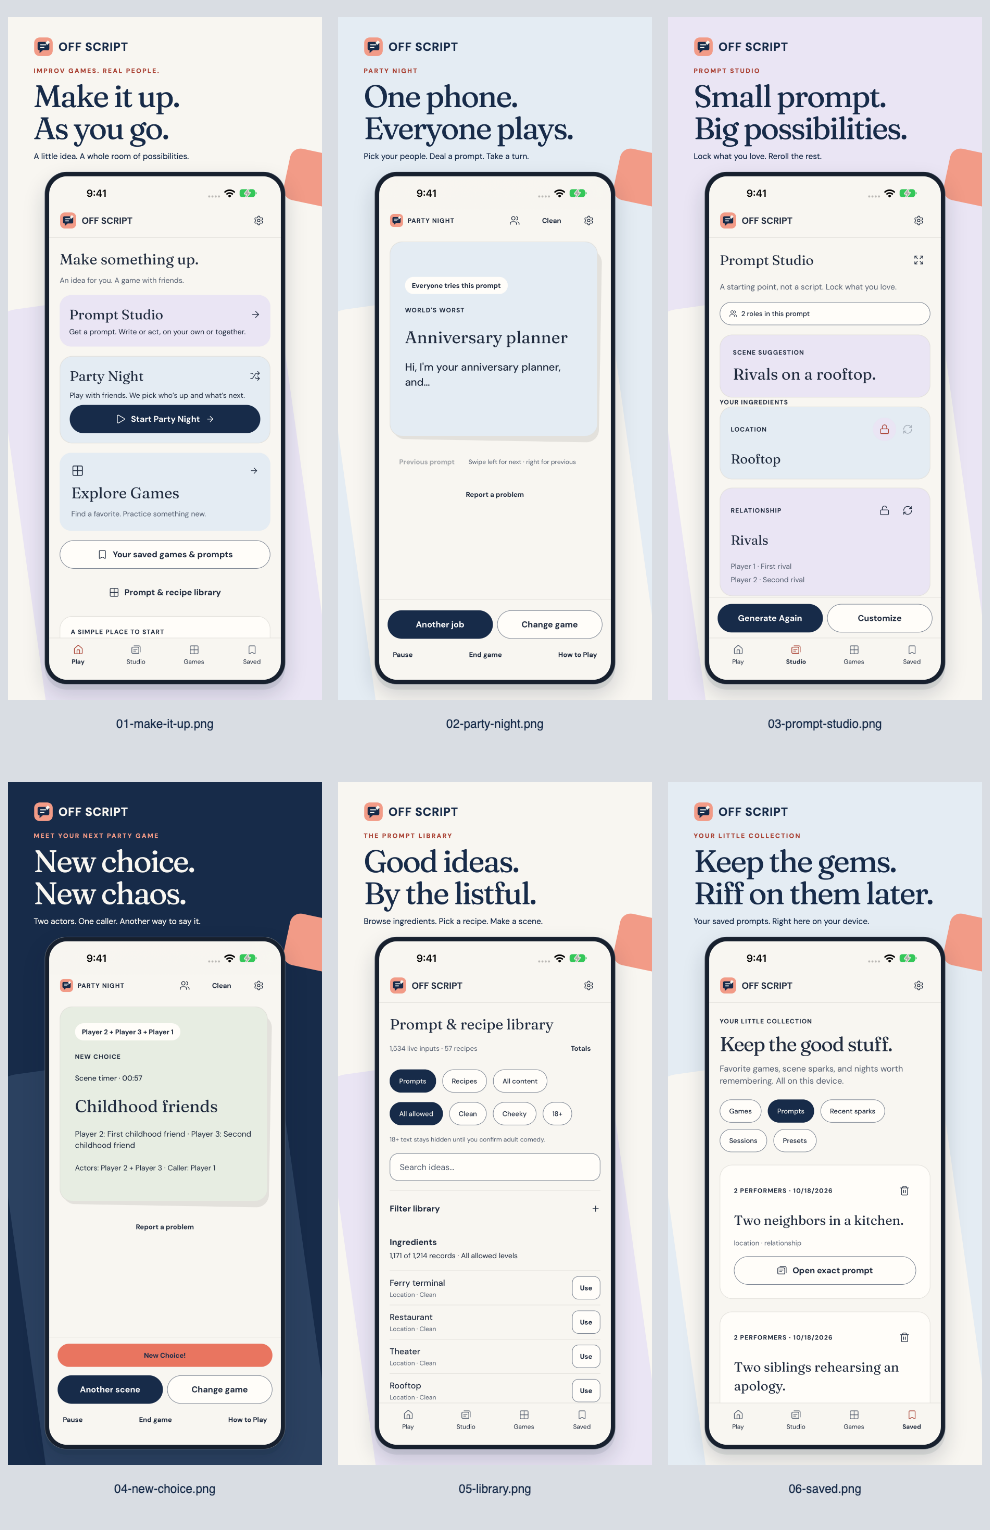 OFF SCRIPT
IMPROV GAMES. REAL PEOPLE.
Make it up.
As you go.
A little idea. A whole room of possibilities.
9:41
OFF SCRIPT
Make something up.
An idea for you. A game with friends.
Prompt Studio
Get a prompt. Write or act, on your own or together.
Party Night
Play with friends. We pick who's up and what's next.
Start Party Night
Explore Games
Find a favorite. Practice something new.
Your saved games & prompts
Prompt & recipe library
A SIMPLE PLACE TO START
Play Studio Games Saved
01-make-it-up.png
OFF SCRIPT
PARTY NIGHT
One phone.
Everyone plays.
Pick your people. Deal a prompt. Take a turn.
9:41
PARTY NIGHT Clean
Everyone tries this prompt
WORLD'S WORST
Anniversary planner
Hi, I'm your anniversary planner,
and...
Previous prompt Swipe left for next · right for previous
Report a problem
Another job Change game
Pause End game How to Play
02-party-night.png
OFF SCRIPT
PROMPT STUDIO
Small prompt.
Big possibilities.
Lock what you love. Reroll the rest.
9:41
OFF SCRIPT
Prompt Studio
A starting point, not a script. Lock what you love.
2 roles in this prompt
SCENE SUGGESTION
Rivals on a rooftop.
YOUR INGREDIENTS
LOCATION
Rooftop
RELATIONSHIP
Rivals
Player 1 · First rival
Player 2 · Second rival
Generate Again Customize
Play Studio Games Saved
03-prompt-studio.png
OFF SCRIPT
MEET YOUR NEXT PARTY GAME
New choice.
New chaos.
Two actors. One caller. Another way to say it.
9:41
PARTY NIGHT Clean
Player 2 + Player 3 + Player 1
NEW CHOICE
Scene timer · 00:57
Childhood friends
Player 2: First childhood friend · Player 3: Second
childhood friend
Actors: Player 2 + Player 3 · Caller: Player 1
Report a problem
New Choice!
Another scene Change game
Pause End game How to Play
04-new-choice.png
OFF SCRIPT
THE PROMPT LIBRARY
Good ideas.
By the listful.
Browse ingredients. Pick a recipe. Make a scene.
9:41
OFF SCRIPT
Prompt & recipe library
1,534 live inputs · 57 recipes Totals
Prompts Recipes All content
All allowed Clean Cheeky 18+
18+ text stays hidden until you confirm adult comedy.
Search ideas...
Filter library +
Ingredients
1,171 of 1,214 records · All allowed levels
Ferry terminal Use
Location · Clean
Restaurant Use
Location · Clean
Theater Use
Location · Clean
Rooftop Use
Location · Clean
Play Studio Games Saved
05-library.png
OFF SCRIPT
YOUR LITTLE COLLECTION
Keep the gems.
Riff on them later.
Your saved prompts. Right here on your device.
9:41
OFF SCRIPT
YOUR LITTLE COLLECTION
Keep the good stuff.
Favorite games, scene sparks, and nights worth
remembering. All on this device.
Games Prompts Recent sparks
Sessions Presets
2 PERFORMERS · 10/18/2026
Two neighbors in a kitchen.
location · relationship
Open exact prompt
2 PERFORMERS · 10/18/2026
Two siblings rehearsing an
apology.
Play Studio Games Saved
06-saved.png